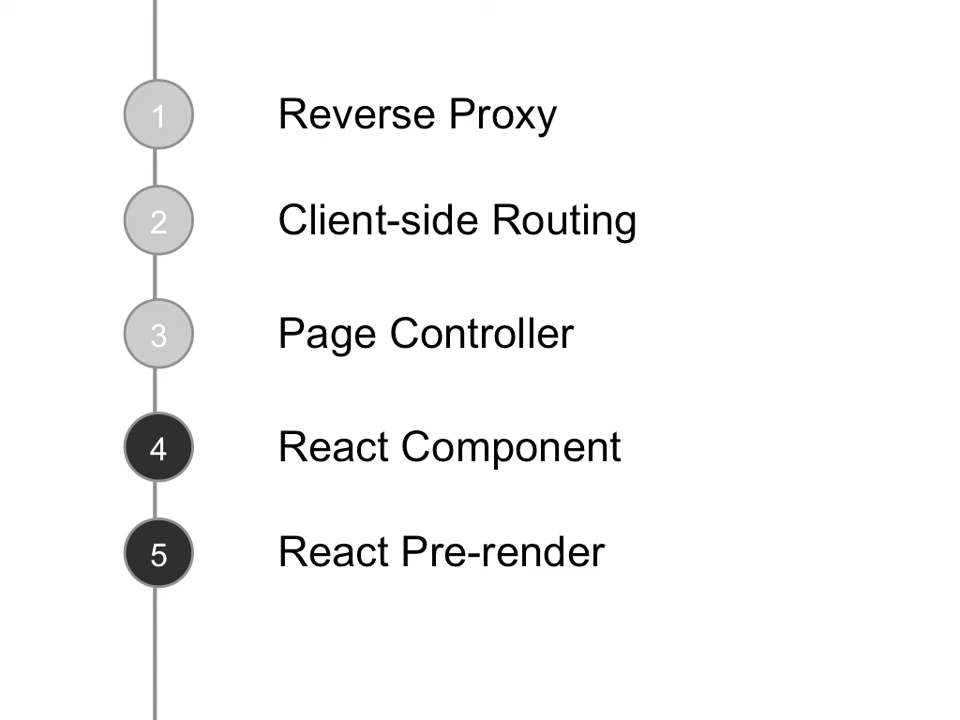 1 Reverse Proxy
2 Client-side Routing
3 Page Controller
4 React Component
5 React Pre-render